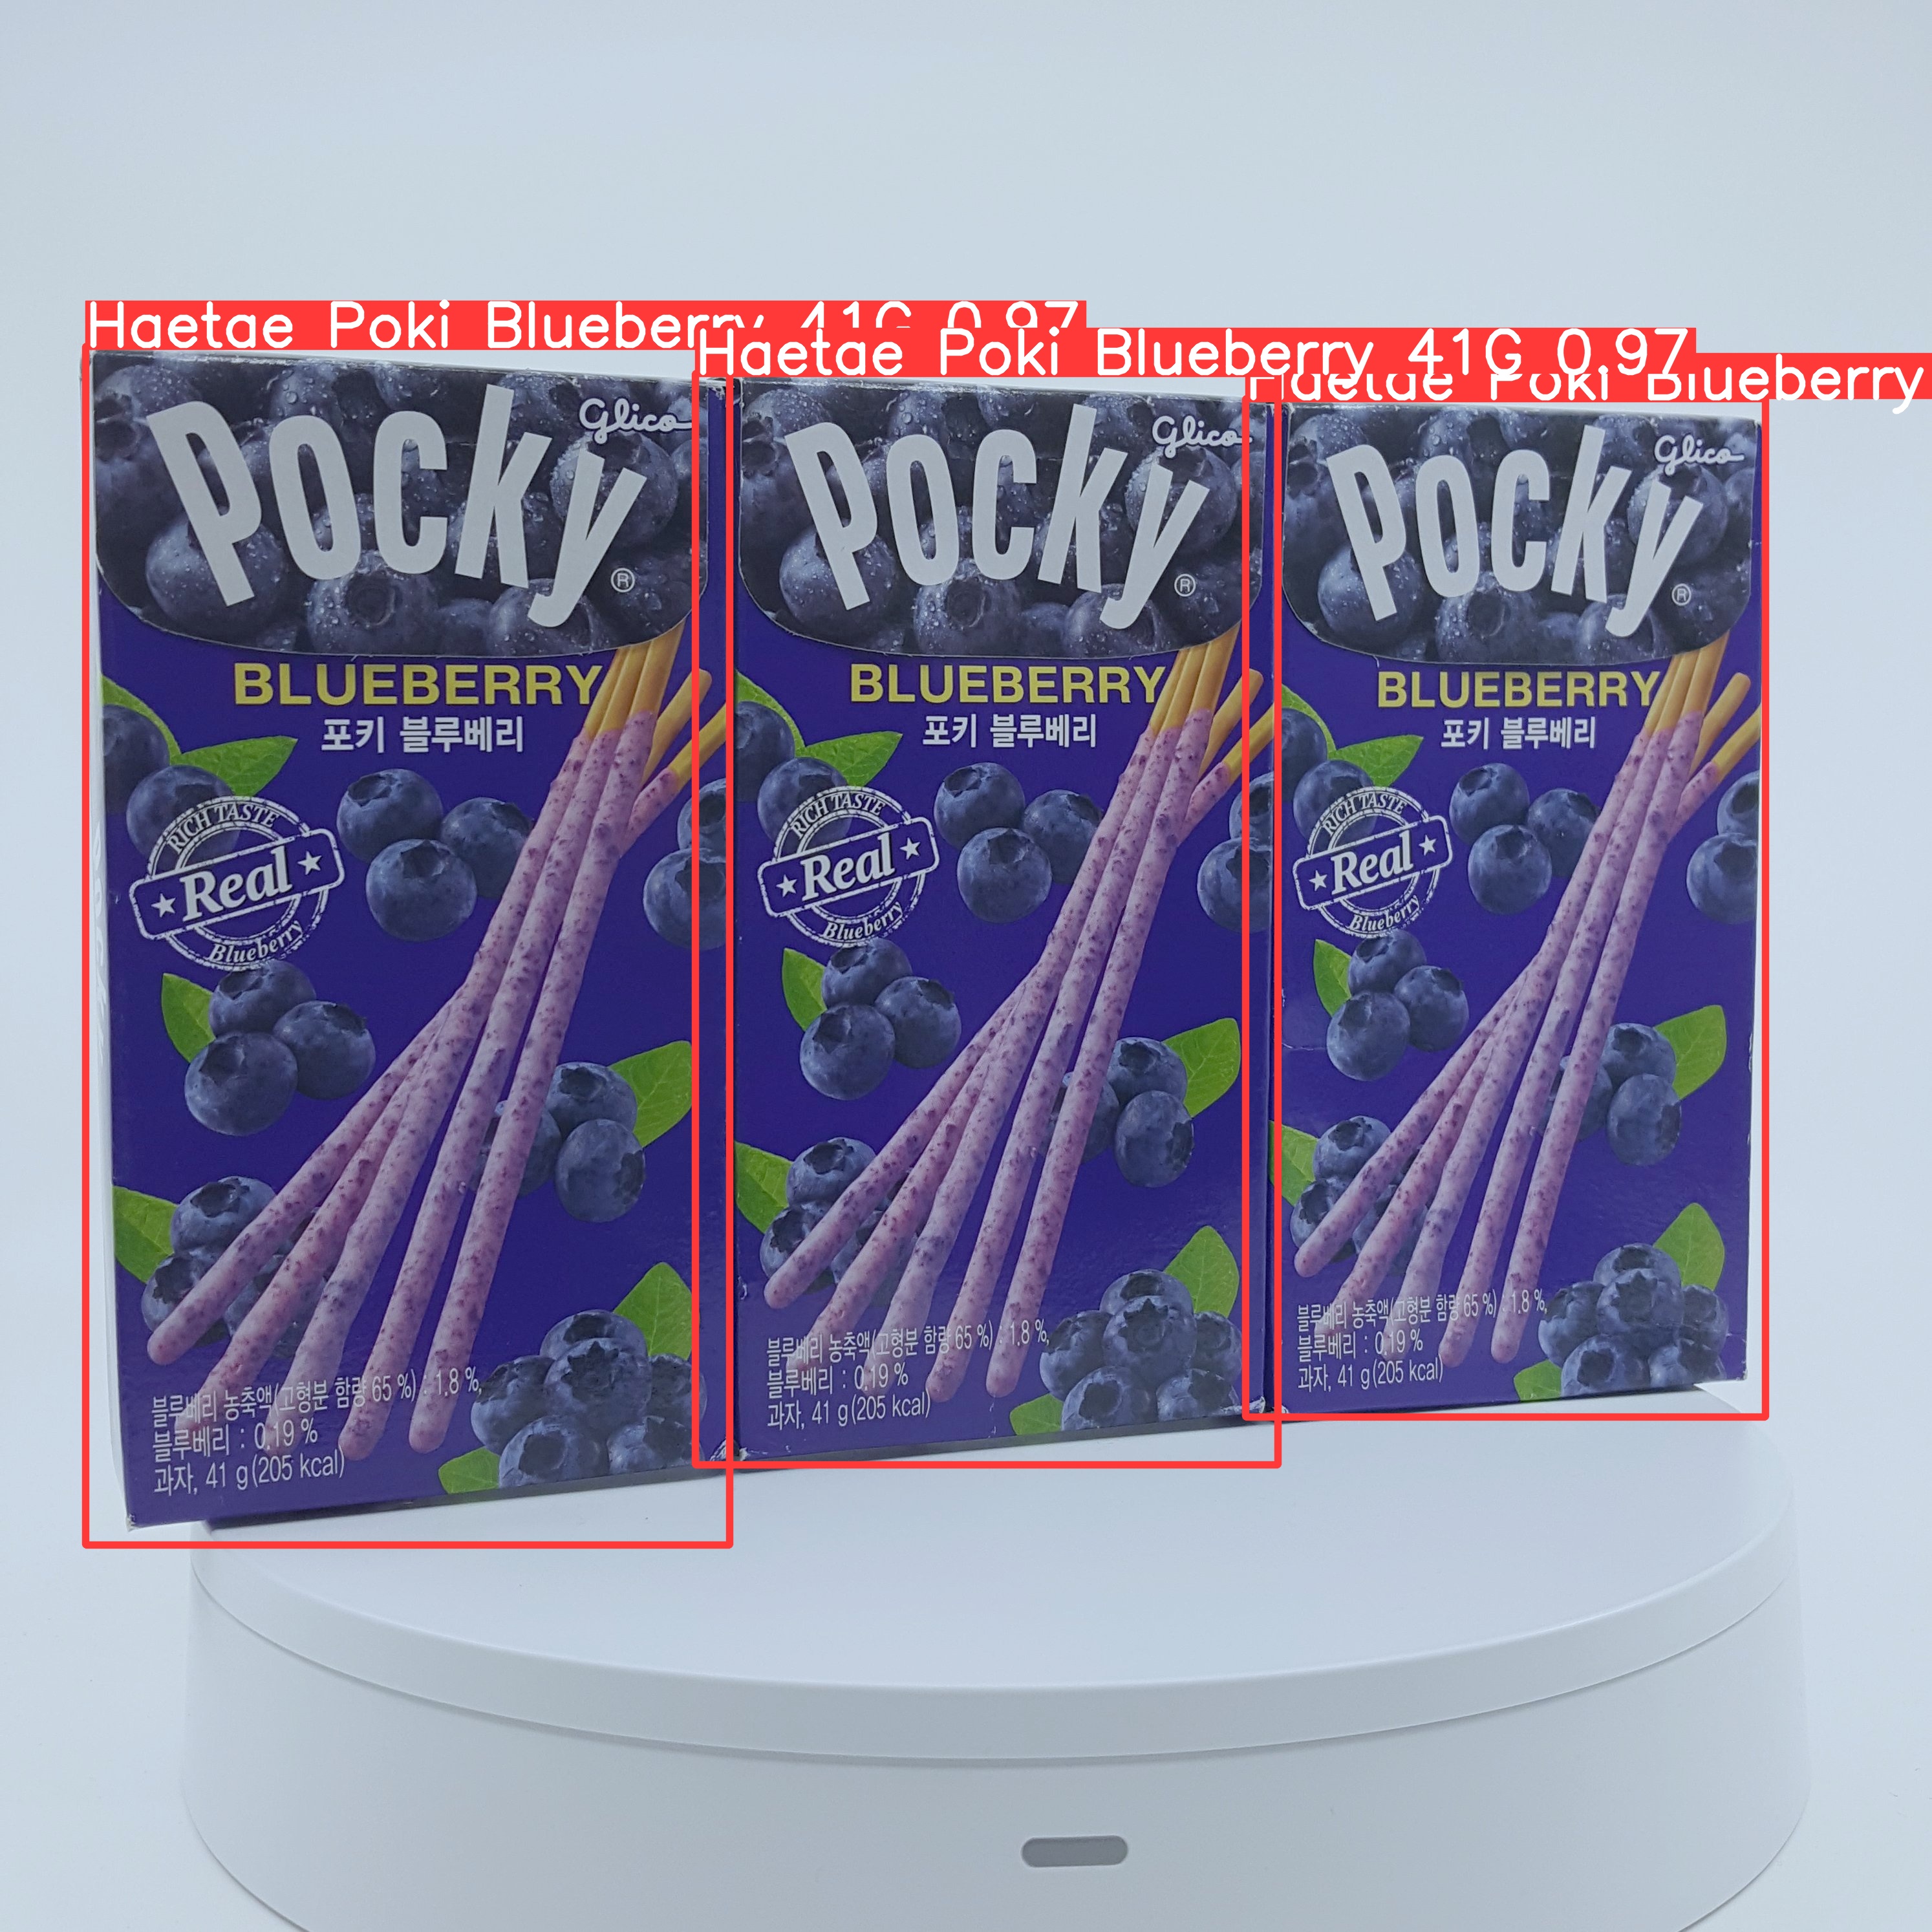 Haetae Poki Blueberry 41G 0.97
Haetae Poki Blueberry 41G 0.97
Haetae Poki Blueberry
Glico
Pocky®
BLUEBERRY
포키 블루베리
RICH TASTE
★Real★
Blueberry
블루베리 농축액(고형분 함량 65 %) : 1.8 %,
블루베리 : 0.19 %
과자, 41 g (205 kcal)
Glico
Pocky®
BLUEBERRY
포키 블루베리
RICH TASTE
★Real★
Blueberry
블루베리 농축액(고형분 함량 65 %) : 1.8 %,
블루베리 : 0.19 %
과자, 41 g (205 kcal)
Glico
Pocky®
BLUEBERRY
포키 블루베리
RICH TASTE
★Real★
Blueberry
블루베리 농축액(고형분 함량 65 %) : 1.8 %,
블루베리 : 0.19 %
과자, 41 g (205 kcal)